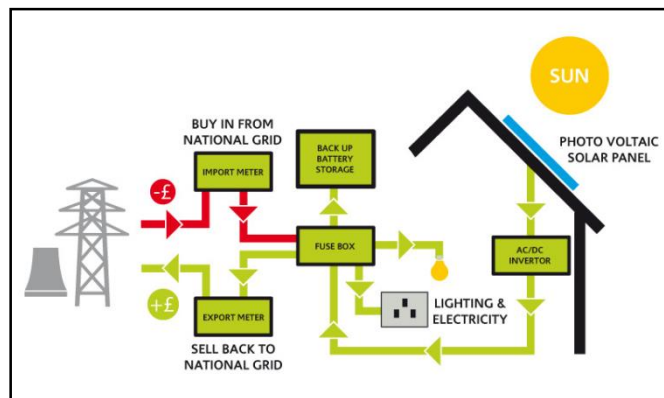 SUN
BUY IN FROM
NATIONAL GRID
BACK UP
BATTERY
STORAGE
PHOTO VOLTAIC
SOLAR PANEL
IMPORT METER
-£
FUSE BOX
AC/DC
INVERTOR
+£
EXPORT METER
LIGHTING &
ELECTRICITY
SELL BACK TO
NATIONAL GRID